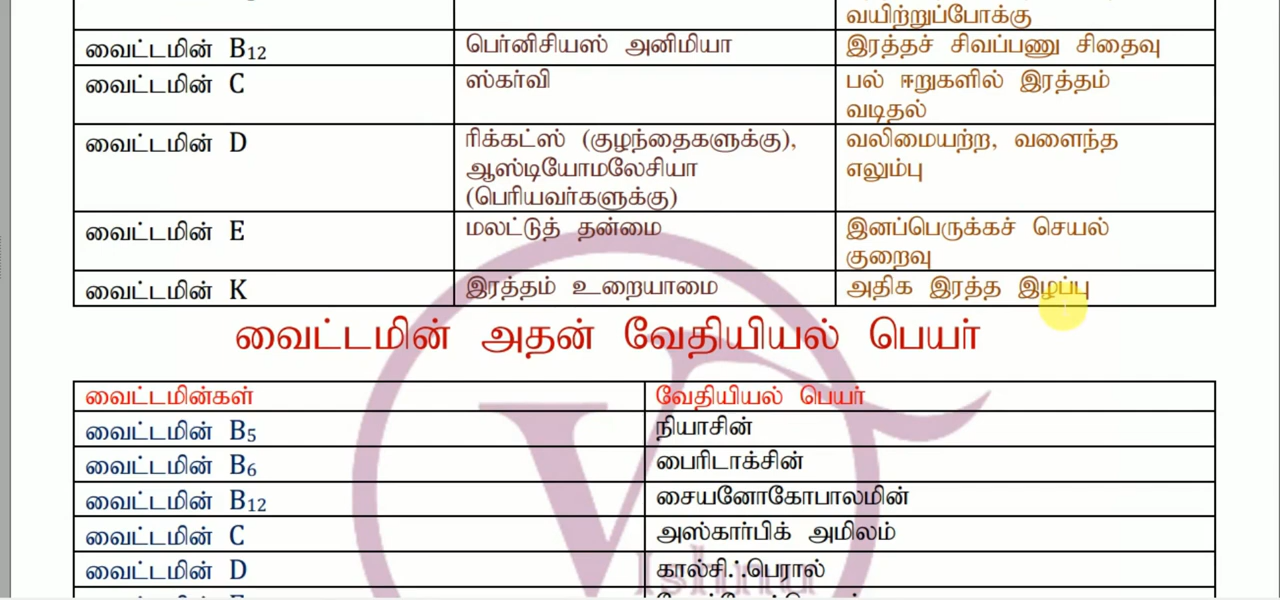 வயிற்றுப்போக்கு
வைட்டமின் B12 பெர்னிசியஸ் அனிமியா இரத்தச் சிவப்பணு சிதைவு
வைட்டமின் C ஸ்கர்வி பல் ஈறுகளில் இரத்தம்
வடிதல்
வைட்டமின் D ரிக்கட்ஸ் (குழந்தைகளுக்கு), வலிமையற்ற, வளைந்த
ஆஸ்டியோமலேசியா எலும்பு
(பெரியவர்களுக்கு)
வைட்டமின் E மலட்டுத் தன்மை இனப்பெருக்கச் செயல்
குறைவு
வைட்டமின் K இரத்தம் உறையாமை அதிக இரத்த இழப்பு
வைட்டமின் அதன் வேதியியல் பெயர்
வைட்டமின்கள் வேதியியல் பெயர்
வைட்டமின் B5 நியாசின்
வைட்டமின் B6 பைரிடாக்சின்
வைட்டமின் B12 சையனோகோபாலமின்
வைட்டமின் C அஸ்கார்பிக் அமிலம்
வைட்டமின் D கால்சிஃபெரால்